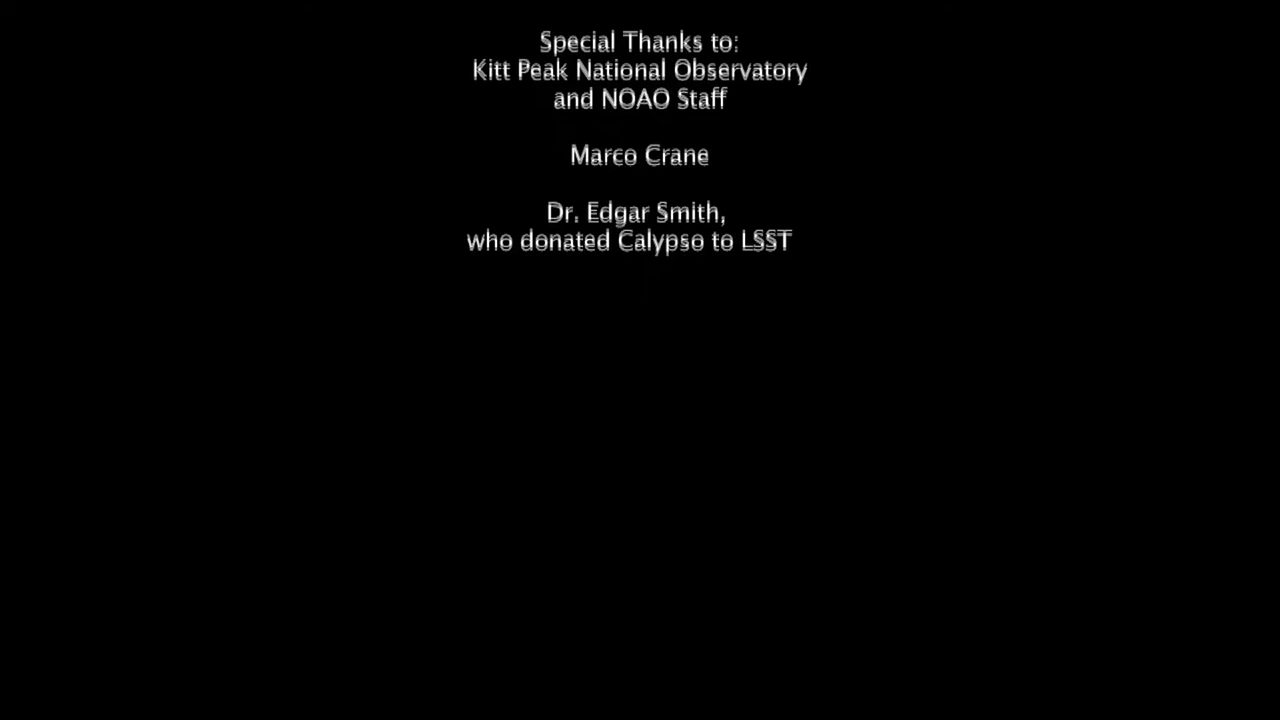 Special Thanks to:
Kitt Peak National Observatory
and NOAO Staff
Marco Crane
Dr. Edgar Smith,
who donated Calypso to LSST